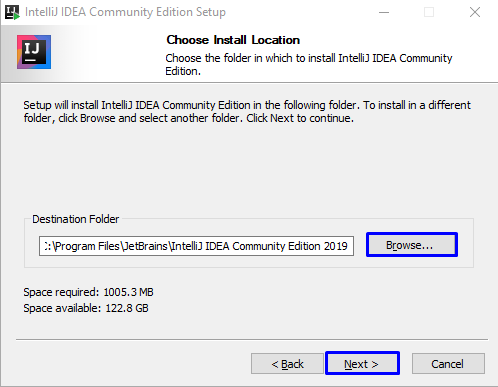 IntelliJ IDEA Community Edition Setup
IJ
Choose Install Location
Choose the folder in which to install IntelliJ IDEA Community
Edition.
Setup will install IntelliJ IDEA Community Edition in the following folder. To install in a different
folder, click Browse and select another folder. Click Next to continue.
Destination Folder
:\Program Files\JetBrains\IntelliJ IDEA Community Edition 2019
Browse...
Space required: 1005.3 MB
Space available: 122.8 GB
< Back
Next >
Cancel